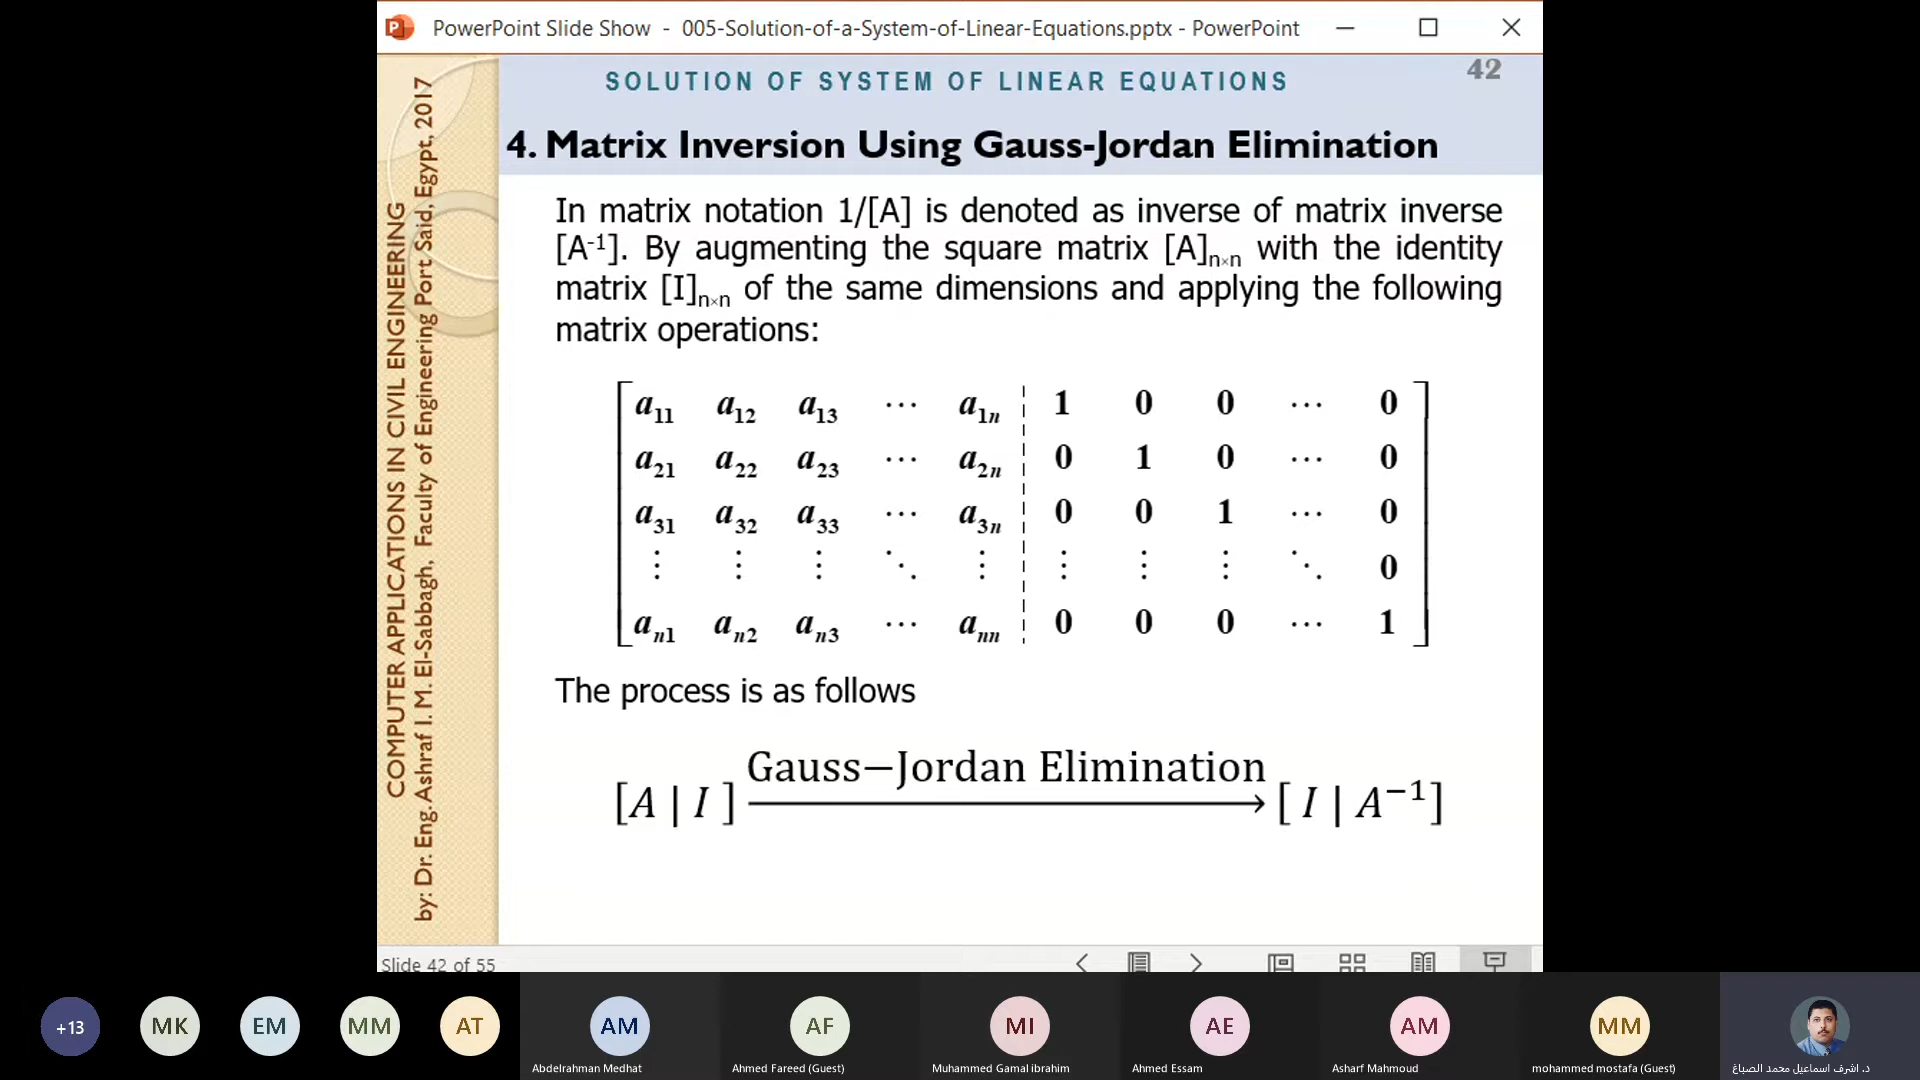 PowerPoint Slide Show - 005-Solution-of-a-System-of-Linear-Equations.pptx - PowerPoint
COMPUTER APPLICATIONS IN CIVIL ENGINEERING
by: Dr. Eng. Ashraf I. M. El-Sabbagh, Faculty of Engineering Port Said, Egypt, 2017
SOLUTION OF SYSTEM OF LINEAR EQUATIONS
42
4. Matrix Inversion Using Gauss-Jordan Elimination
In matrix notation 1/[A] is denoted as inverse of matrix inverse
[A⁻¹]. By augmenting the square matrix [A]ₙₓₙ with the identity
matrix [I]ₙₓₙ of the same dimensions and applying the following
matrix operations:
a₁₁ a₁₂ a₁₃ ⋯ a₁ₙ 1 0 0 ⋯ 0
a₂₁ a₂₂ a₂₃ ⋯ a₂ₙ 0 1 0 ⋯ 0
a₃₁ a₃₂ a₃₃ ⋯ a₃ₙ 0 0 1 ⋯ 0
⋮ ⋮ ⋮ ⋱ ⋮ ⋮ ⋮ ⋮ ⋱ 0
aₙ₁ aₙ₂ aₙ₃ ⋯ aₙₙ 0 0 0 ⋯ 1
The process is as follows
Gauss−Jordan Elimination
[A | I ] → [ I | A⁻¹]
Slide 42 of 55
+13
MK
EM
MM
AT
AM
AF
MI
AE
AM
MM
Abdelrahman Medhat
Ahmed Fareed (Guest)
Muhammed Gamal ibrahim
Ahmed Essam
Asharf Mahmoud
mohammed mostafa (Guest)
د. اشرف اسماعيل محمد الصباغ